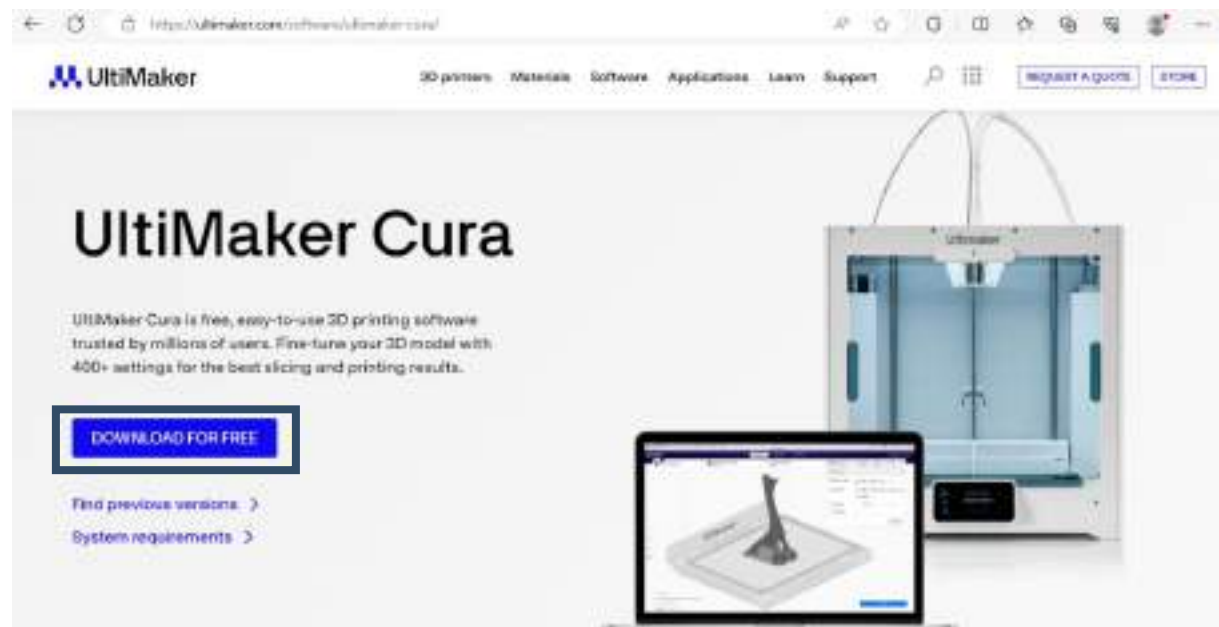 https://ultimaker.com/software/ultimaker-cura/
UltiMaker
3D printers Materials Software Applications Learn Support
REQUEST A QUOTE STORE
UltiMaker Cura
UltiMaker Cura is free, easy-to-use 3D printing software
trusted by millions of users. Fine-tune your 3D model with
400+ settings for the best slicing and printing results.
DOWNLOAD FOR FREE
Find previous versions
System requirements
Ultimaker